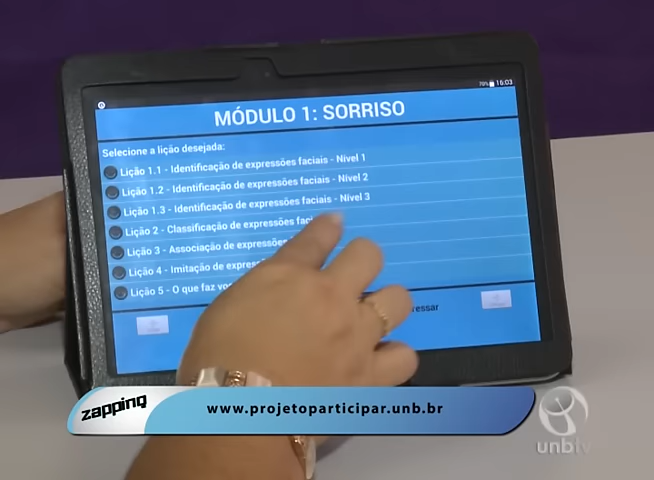 70% 16:03
MÓDULO 1: SORRISO
Selecione a lição desejada:
Lição 1.1 - Identificação de expressões faciais - Nível 1
Lição 1.2 - Identificação de expressões faciais - Nível 2
Lição 1.3 - Identificação de expressões faciais - Nível 3
Lição 2 - Classificação de expressões
Lição 3 - Associação de expressões
Lição 4 - Imitação de
Lição 5 - O que faz
zapping
www.projetoparticipar.unb.br
unbtv